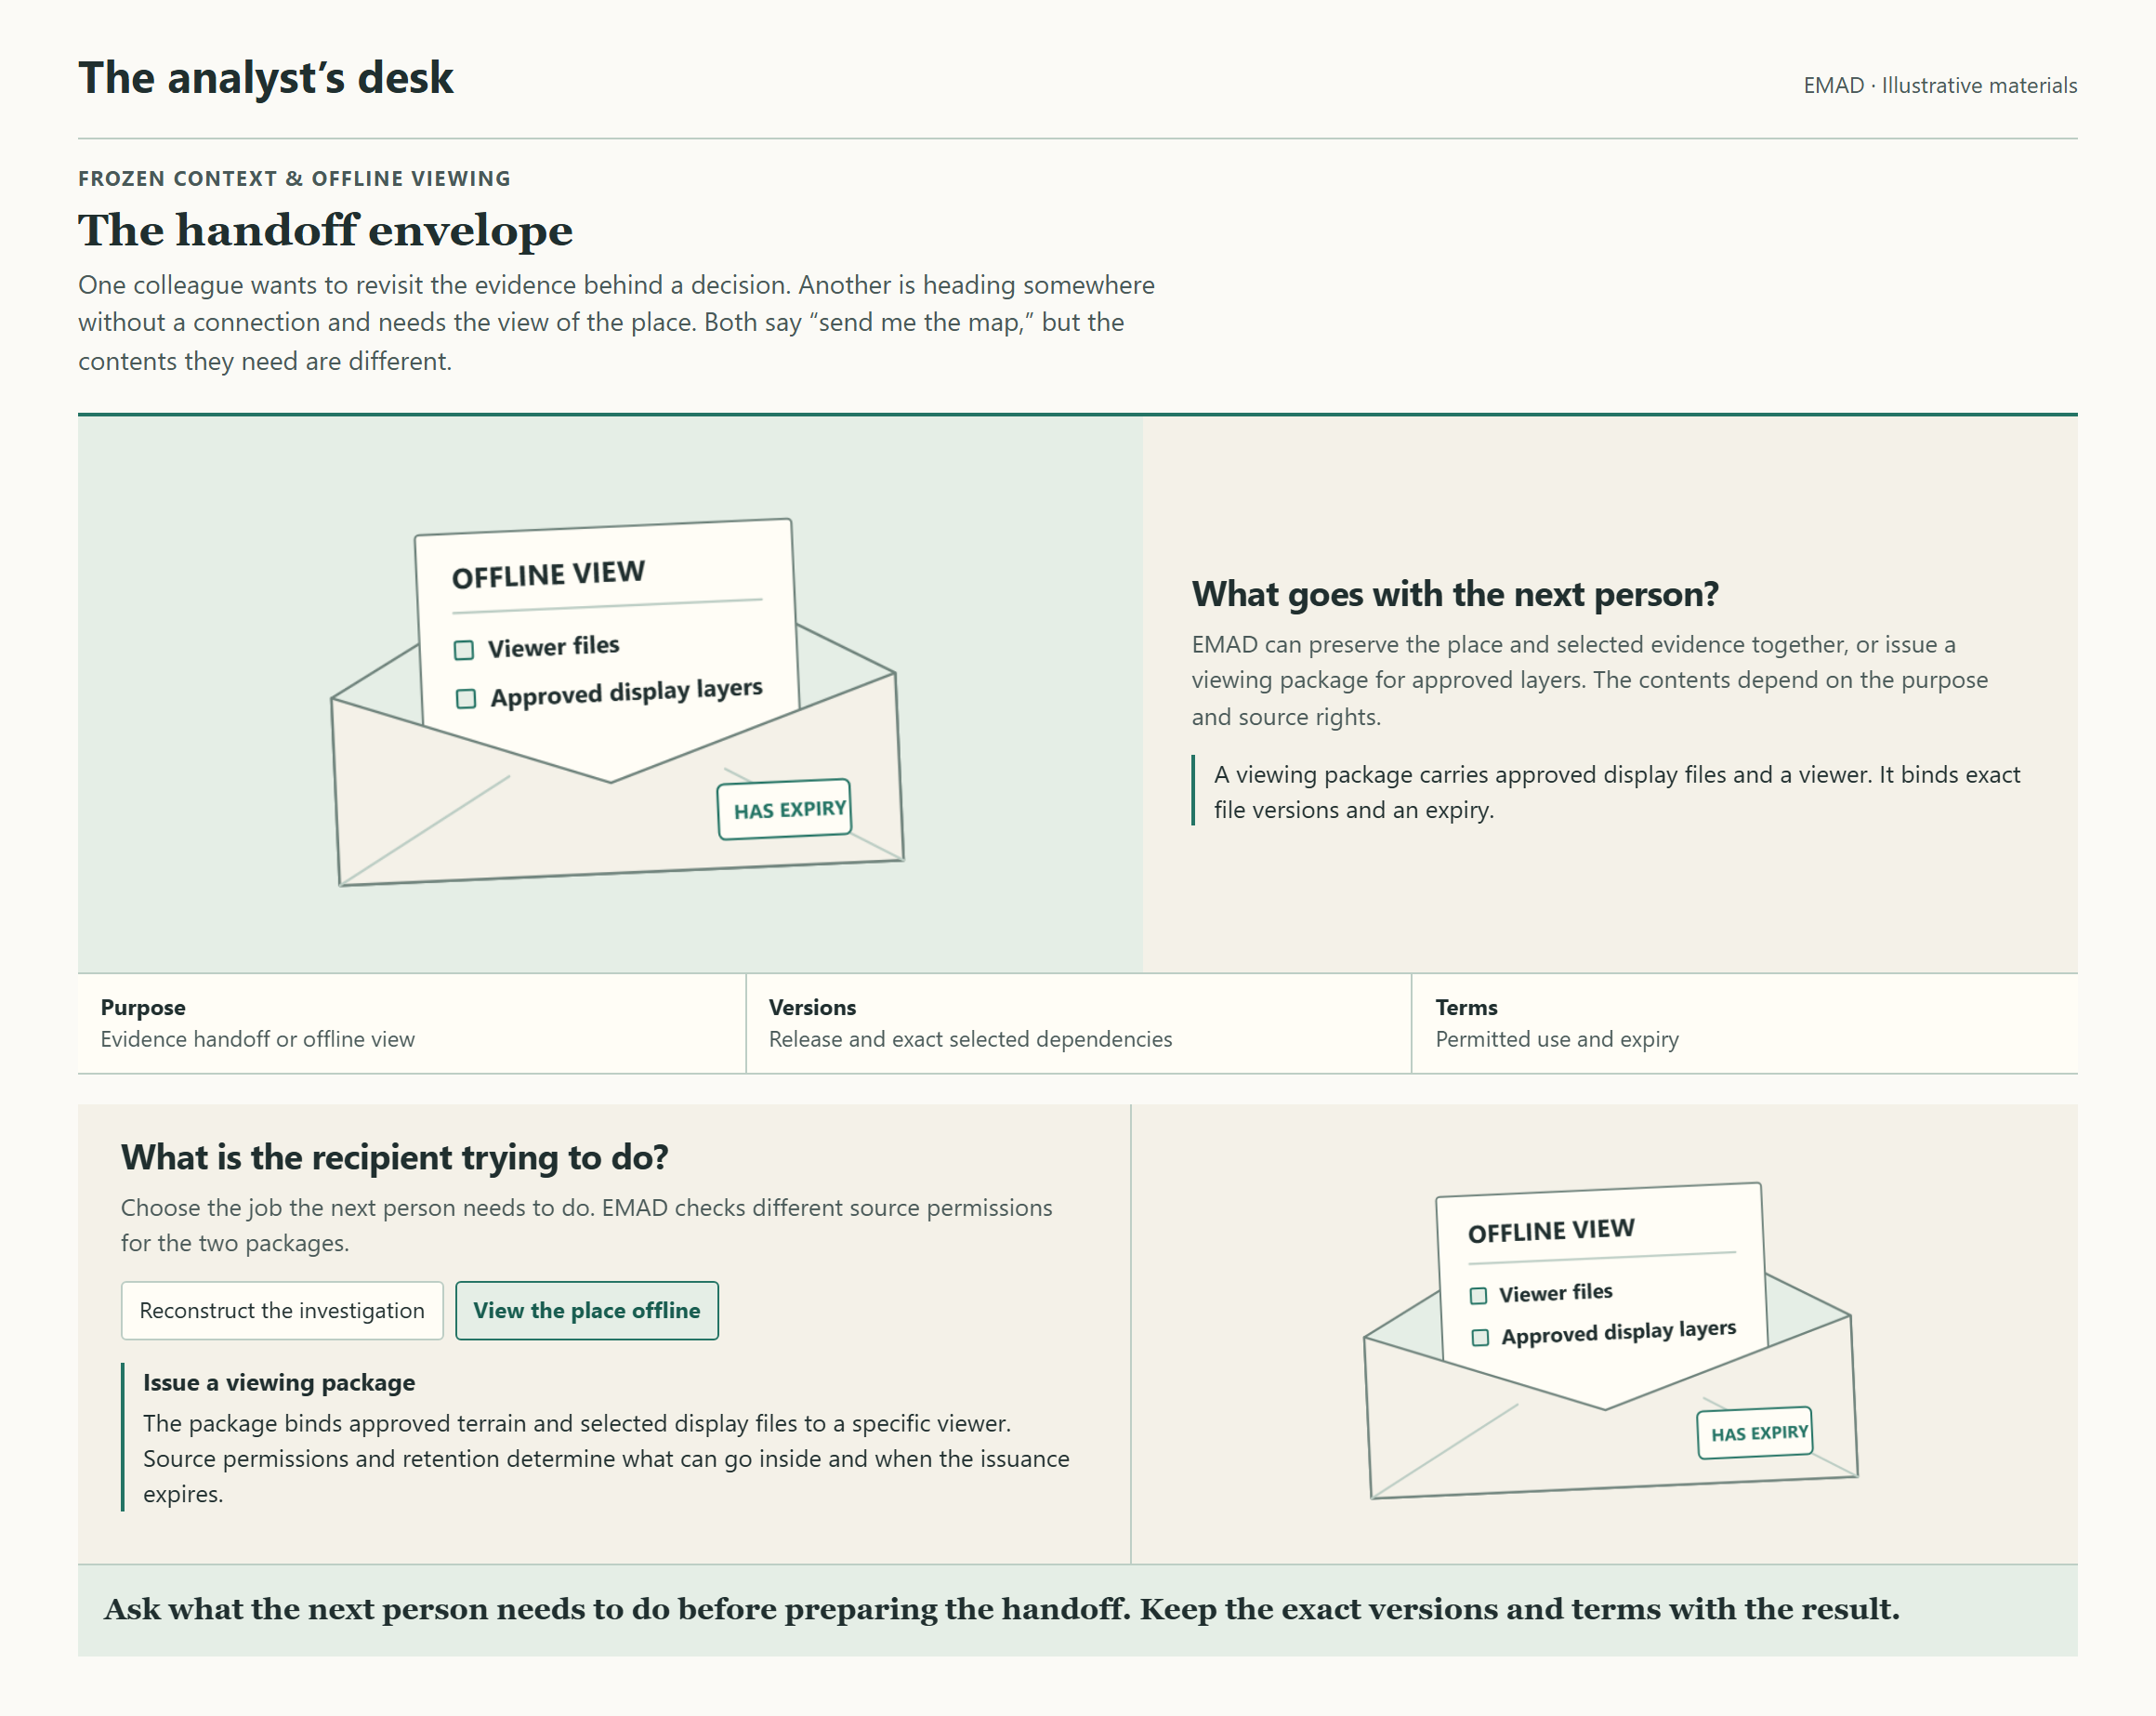 The analyst’s desk
EMAD · Illustrative materials
FROZEN CONTEXT & OFFLINE VIEWING
The handoff envelope
One colleague wants to revisit the evidence behind a decision. Another is heading somewhere
without a connection and needs the view of the place. Both say “send me the map,” but the
contents they need are different.
OFFLINE VIEW
Viewer files
Approved display layers
HAS EXPIRY
What goes with the next person?
EMAD can preserve the place and selected evidence together, or issue a
viewing package for approved layers. The contents depend on the purpose
and source rights.
A viewing package carries approved display files and a viewer. It binds exact
file versions and an expiry.
Purpose
Evidence handoff or offline view
Versions
Release and exact selected dependencies
Terms
Permitted use and expiry
What is the recipient trying to do?
Choose the job the next person needs to do. EMAD checks different source permissions
for the two packages.
Reconstruct the investigation
View the place offline
Issue a viewing package
The package binds approved terrain and selected display files to a specific viewer.
Source permissions and retention determine what can go inside and when the issuance
expires.
OFFLINE VIEW
Viewer files
Approved display layers
HAS EXPIRY
Ask what the next person needs to do before preparing the handoff. Keep the exact versions and terms with the result.